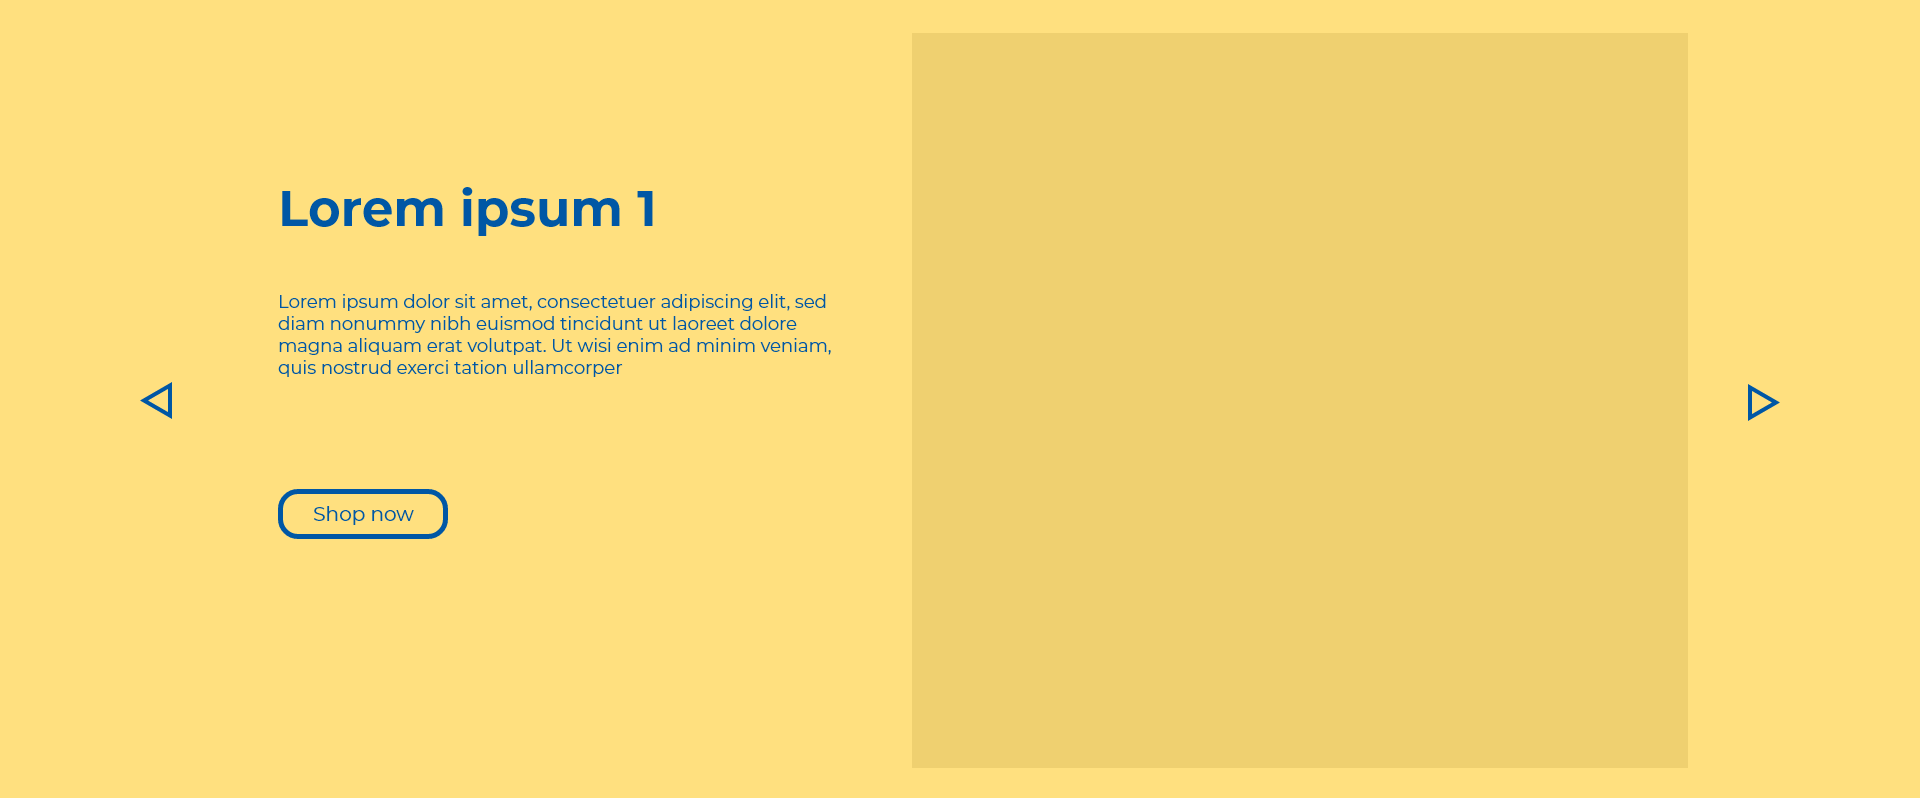 Lorem ipsum 1
Lorem ipsum dolor sit amet, consectetuer adipiscing elit, sed
diam nonummy nibh euismod tincidunt ut laoreet dolore
magna aliquam erat volutpat. Ut wisi enim ad minim veniam,
quis nostrud exerci tation ullamcorper
Shop now